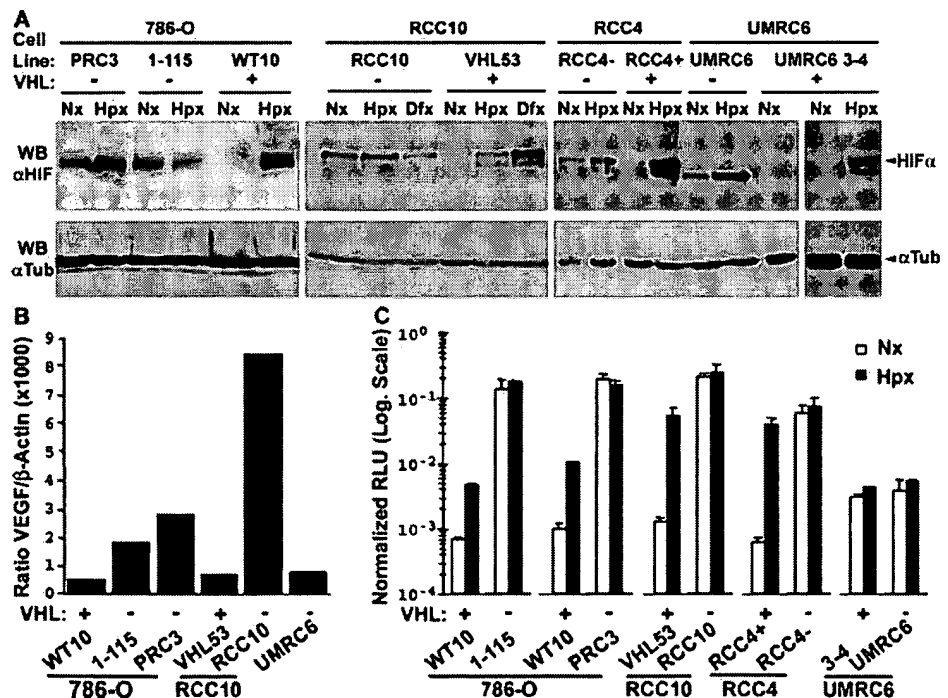 A
786-O RCC10 RCC4 UMRC6
Cell
Line: PRC3 1-115 WT10 RCC10 VHL53 RCC4- RCC4+ UMRC6 UMRC6 3-4
VHL: - - + - + - + - +
Nx Hpx Nx Hpx Nx Hpx Nx Hpx Dfx Nx Hpx Dfx Nx Hpx Nx Hpx Nx Hpx Nx Nx Hpx
WB
αHIF
HIFα
WB
αTub
αTub
B
Ratio VEGF/β-Actin (x1000)
9
8
7
6
5
4
3
2
1
0
VHL: + - - + - -
WT10 1-115 PRC3 VHL53 RCC10 UMRC6
786-O RCC10
C
Normalized RLU (Log. Scale)
10⁰
10⁻¹
10⁻²
10⁻³
10⁻⁴
Nx
Hpx
VHL: + - + - + - + - + -
WT10 1-115 WT10 PRC3 VHL53 RCC10 RCC4+ RCC4- 3-4 UMRC6
786-O RCC10 RCC4 UMRC6